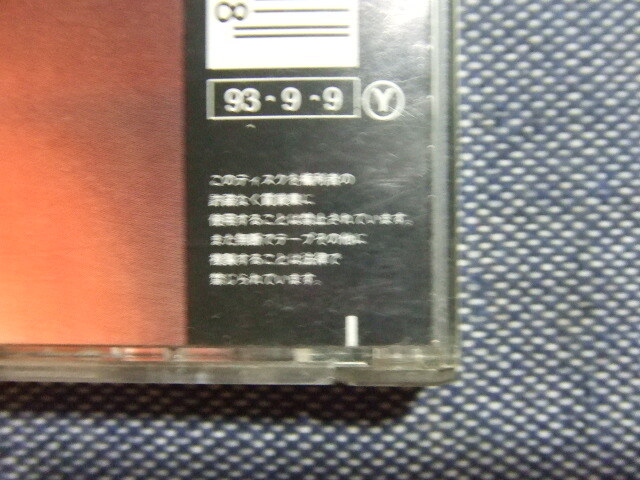 8
93・9・9 Y
このディスクを権利者の
許諾なく賃貸業に
使用することは禁止されています。
また無断でテープその他に
複製することは法律で
禁じられています。